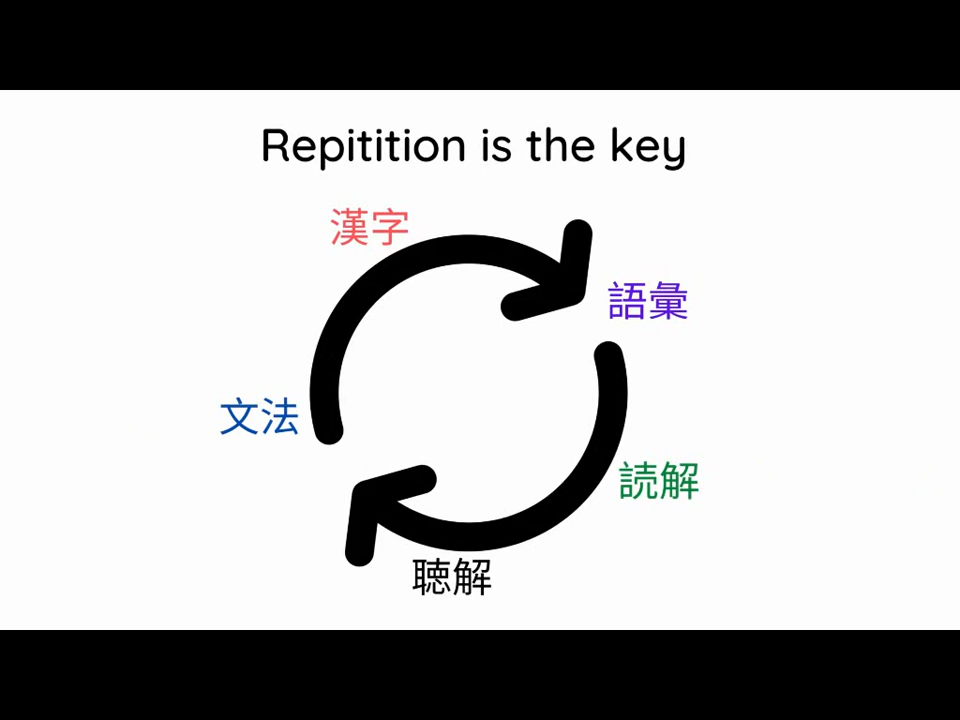 Repitition is the key
漢字
語彙
文法
読解
聴解